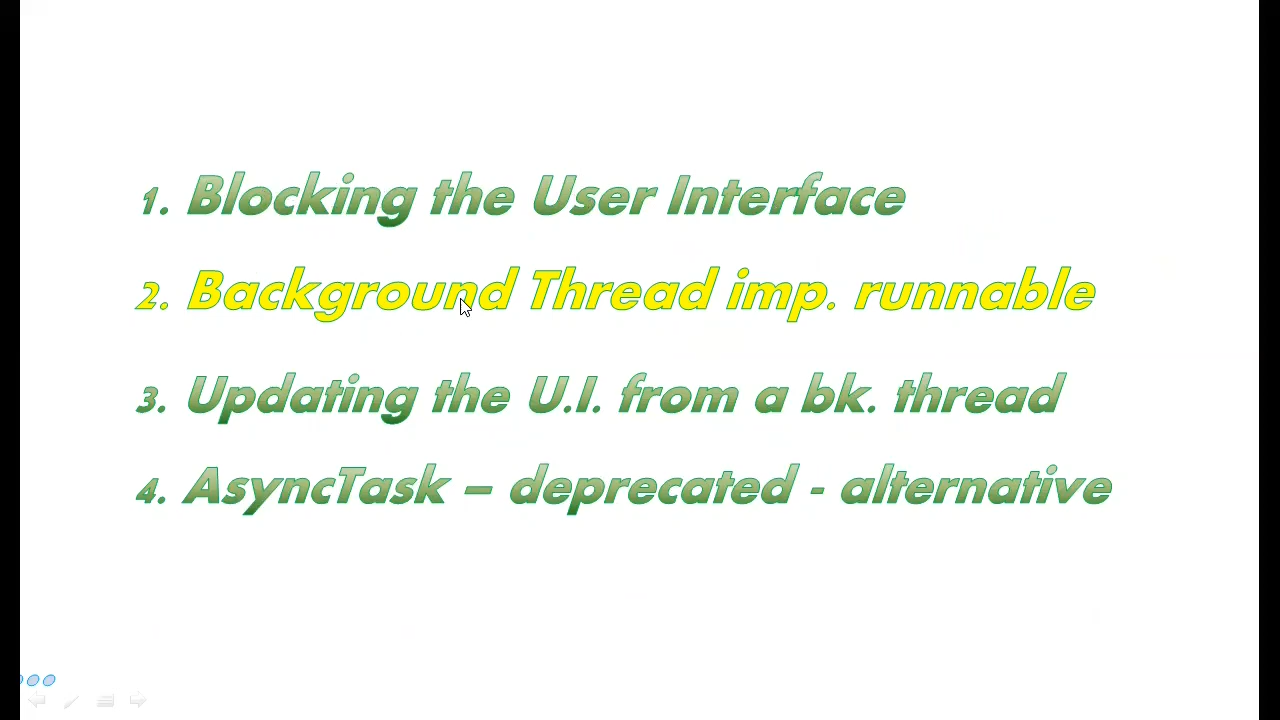 1. Blocking the User Interface
2. Background Thread imp. runnable
3. Updating the U.I. from a bk. thread
4. AsyncTask – deprecated - alternative